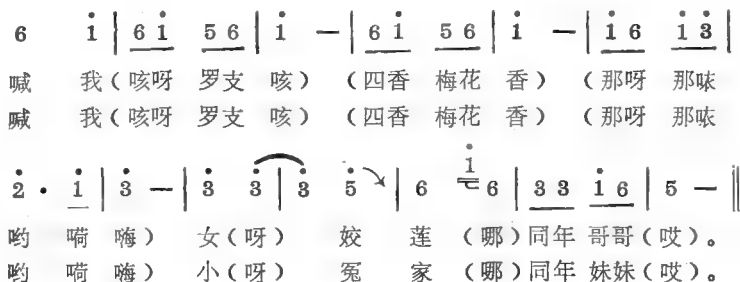 6 i̇ | 6 i̇ 5 6 | i̇ — | 6 i̇ 5 6 | i̇ — | i̇ 6 i̇ 3̇ |
喊 我(咳呀 罗支 咳) (四香 梅花 香) (那呀 那呋
喊 我(咳呀 罗支 咳) (四香 梅花 香) (那呀 那呋
2̇ · i̇ | 3̇ — | 3̇ 3̇ | 3̇ 5̇ | 6 i̇ 6 | 3 3 i̇ 6 | 5 — ‖
哟 嗬 嗨) 女(呀) 姣 莲 (哪)同年 哥哥(哎)。
哟 嗬 嗨) 小(呀) 冤 家 (哪)同年 妹妹(哎)。